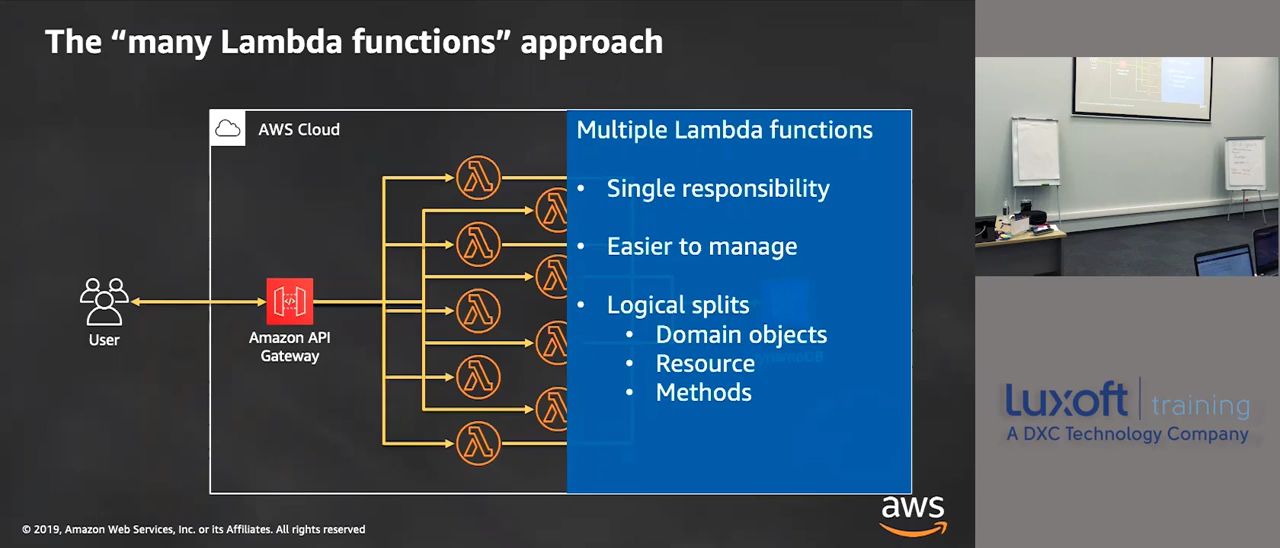 The “many Lambda functions” approach
AWS Cloud
User
Amazon API
Gateway
Multiple Lambda functions
• Single responsibility
• Easier to manage
• Logical splits
• Domain objects
• Resource
• Methods
aws
© 2019, Amazon Web Services, Inc. or its Affiliates. All rights reserved
Luxoft training
A DXC Technology Company